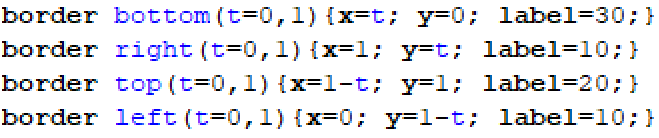 border bottom(t=0,1){x=t; y=0; label=30;}
border right(t=0,1){x=1; y=t; label=10;}
border top(t=0,1){x=1-t; y=1; label=20;}
border left(t=0,1){x=0; y=1-t; label=10;}